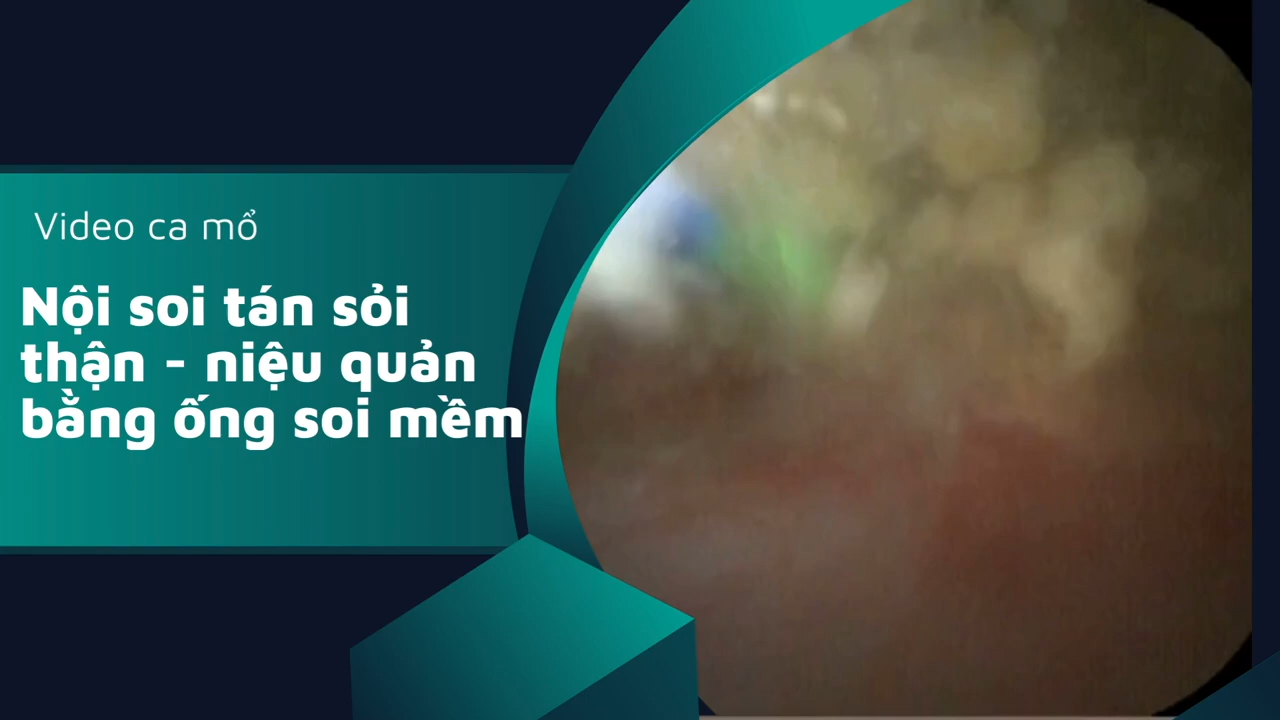 Video ca mổ
Nội soi tán sỏi
thận - niệu quản
bằng ống soi mềm